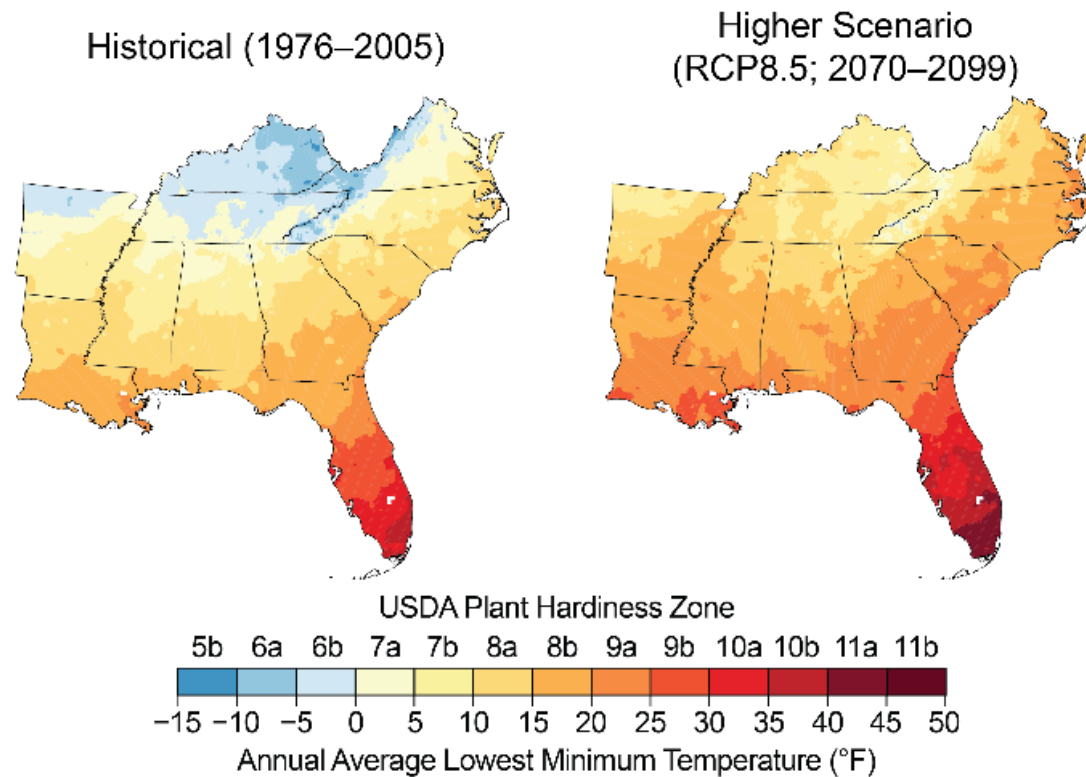 Historical (1976–2005)
Higher Scenario
(RCP8.5; 2070–2099)
USDA Plant Hardiness Zone
5b 6a 6b 7a 7b 8a 8b 9a 9b 10a 10b 11a 11b
−15 −10 −5 0 5 10 15 20 25 30 35 40 45 50
Annual Average Lowest Minimum Temperature (°F)